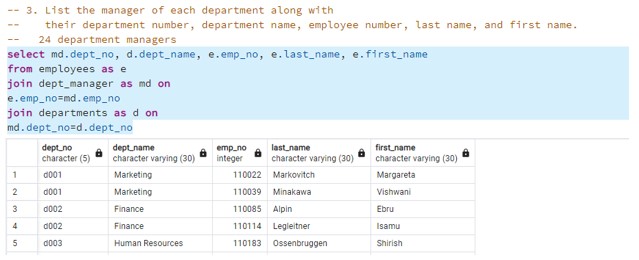 -- 3. List the manager of each department along with
--    their department number, department name, employee number, last name, and first name.
--   24 department managers
select md.dept_no, d.dept_name, e.emp_no, e.last_name, e.first_name
from employees as e
join dept_manager as md on
e.emp_no=md.emp_no
join departments as d on
md.dept_no=d.dept_no
dept_no dept_name emp_no last_name first_name
character (5) character varying (30) integer character varying (30) character varying (30)
1 d001 Marketing 110022 Markovitch Margareta
2 d001 Marketing 110039 Minakawa Vishwani
3 d002 Finance 110085 Alpin Ebru
4 d002 Finance 110114 Legleitner Isamu
5 d003 Human Resources 110183 Ossenbruggen Shirish